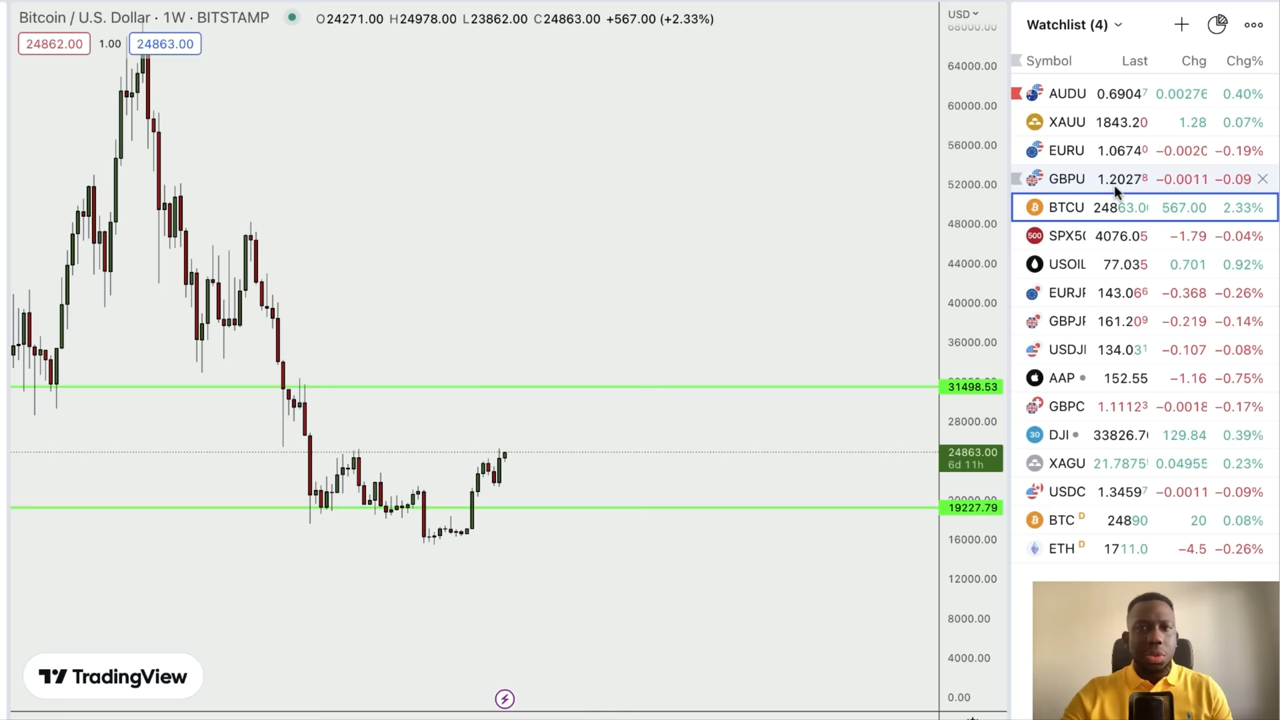 Bitcoin / U.S. Dollar · 1W · BITSTAMP O24271.00 H24978.00 L23862.00 C24863.00 +567.00 (+2.33%)
24862.00 1.00 24863.00
USD
68000.00
64000.00
60000.00
56000.00
52000.00
48000.00
44000.00
40000.00
36000.00
31498.53
28000.00
24863.00
6d 11h
20000.00
19227.79
16000.00
12000.00
8000.00
4000.00
0.00
TradingView
Watchlist (4)
Symbol Last Chg Chg%
AUDU 0.69047 0.00276 0.40%
XAUU 1843.20 1.28 0.07%
EURU 1.06740 −0.0020 −0.19%
GBPU 1.20278 −0.0011 −0.09
BTCU 24863.0 567.00 2.33%
SPX50 4076.05 −1.79 −0.04%
USOIL 77.035 0.701 0.92%
EURJP 143.066 −0.368 −0.26%
GBPJP 161.209 −0.219 −0.14%
USDJ 134.031 −0.107 −0.08%
AAP 152.55 −1.16 −0.75%
GBPC 1.11123 −0.0018 −0.17%
DJI 33826.7 129.84 0.39%
XAGU 21.7875 0.04955 0.23%
USDC 1.34597 −0.0011 −0.09%
BTC D 24890 20 0.08%
ETH D 1711.0 −4.5 −0.26%
500
30